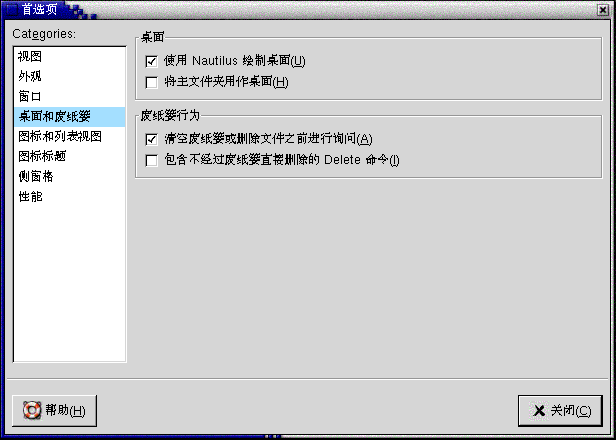 首选项
Categories:
视图
外观
窗口
桌面和废纸篓
图标和列表视图
图标标题
侧窗格
性能
桌面
使用 Nautilus 绘制桌面(U)
将主文件夹用作桌面(H)
废纸篓行为
清空废纸篓或删除文件之前进行询问(A)
包含不经过废纸篓直接删除的 Delete 命令(I)
帮助(H)
关闭(C)